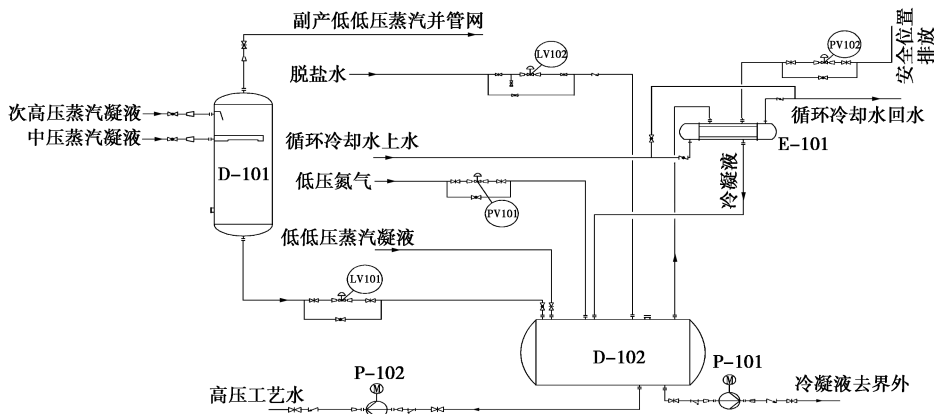 副产低低压蒸汽并管网
LV102
PV102
安全位置
排放
脱盐水
次高压蒸汽凝液
中压蒸汽凝液
循环冷却水回水
循环冷却水上水
E-101
D-101
低压氮气
冷凝液
PV101
低低压蒸汽凝液
LV101
D-102
P-101
P-102
M
M
高压工艺水
冷凝液去界外